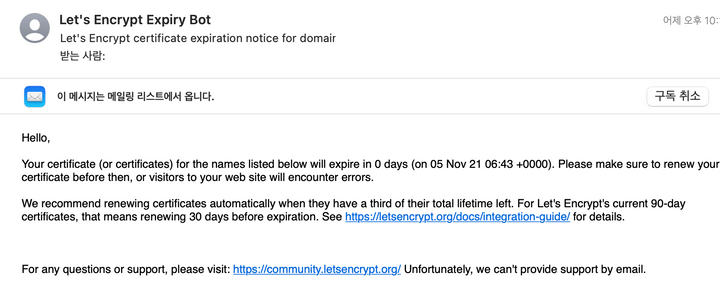 Let's Encrypt Expiry Bot
어제 오후 10:
Let's Encrypt certificate expiration notice for domair
받는 사람:
이 메시지는 메일링 리스트에서 옵니다.
구독 취소
Hello,
Your certificate (or certificates) for the names listed below will expire in 0 days (on 05 Nov 21 06:43 +0000). Please make sure to renew your
certificate before then, or visitors to your web site will encounter errors.
We recommend renewing certificates automatically when they have a third of their total lifetime left. For Let's Encrypt's current 90-day
certificates, that means renewing 30 days before expiration. See https://letsencrypt.org/docs/integration-guide/ for details.
For any questions or support, please visit: https://community.letsencrypt.org/ Unfortunately, we can't provide support by email.